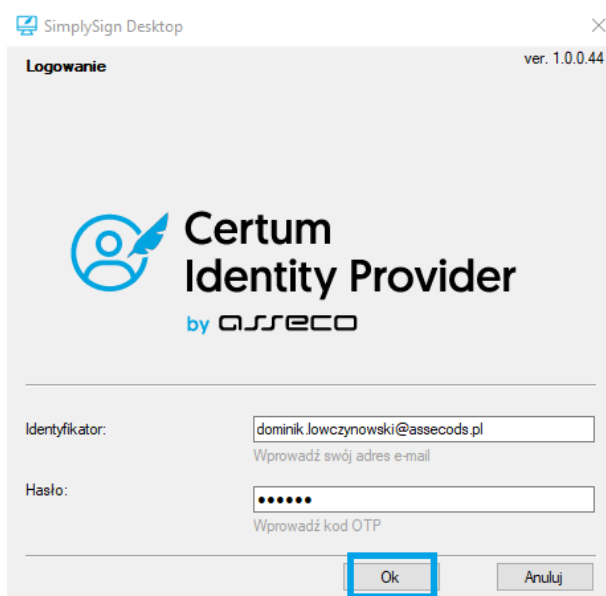 SimplySign Desktop
Logowanie
ver. 1.0.0.44
Certum
Identity Provider
by asseco
Identyfikator:
dominik.lowczynowski@assecods.pl
Wprowadź swój adres e-mail
Hasło:
••••••
Wprowadź kod OTP
Ok
Anuluj